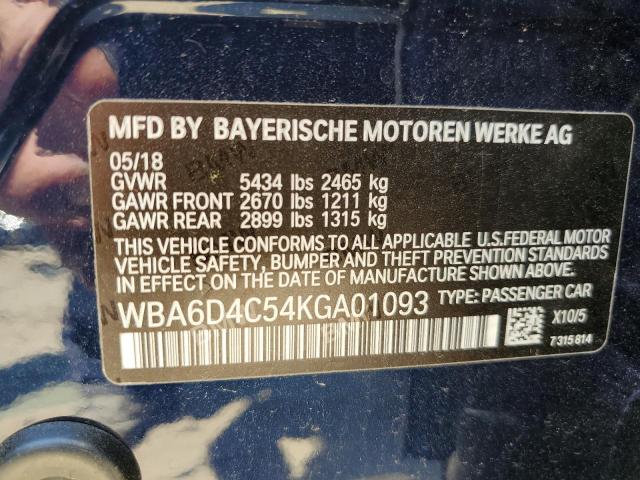 MFD BY BAYERISCHE MOTOREN WERKE AG
05/18
GVWR 5434 lbs 2465 kg
GAWR FRONT 2670 lbs 1211 kg
GAWR REAR 2899 lbs 1315 kg
THIS VEHICLE CONFORMS TO ALL APPLICABLE U.S.FEDERAL MOTOR
VEHICLE SAFETY, BUMPER AND THEFT PREVENTION STANDARDS
IN EFFECT ON THE DATE OF MANUFACTURE SHOWN ABOVE.
WBA6D4C54KGA01093 TYPE: PASSENGER CAR
X10/5
7315814